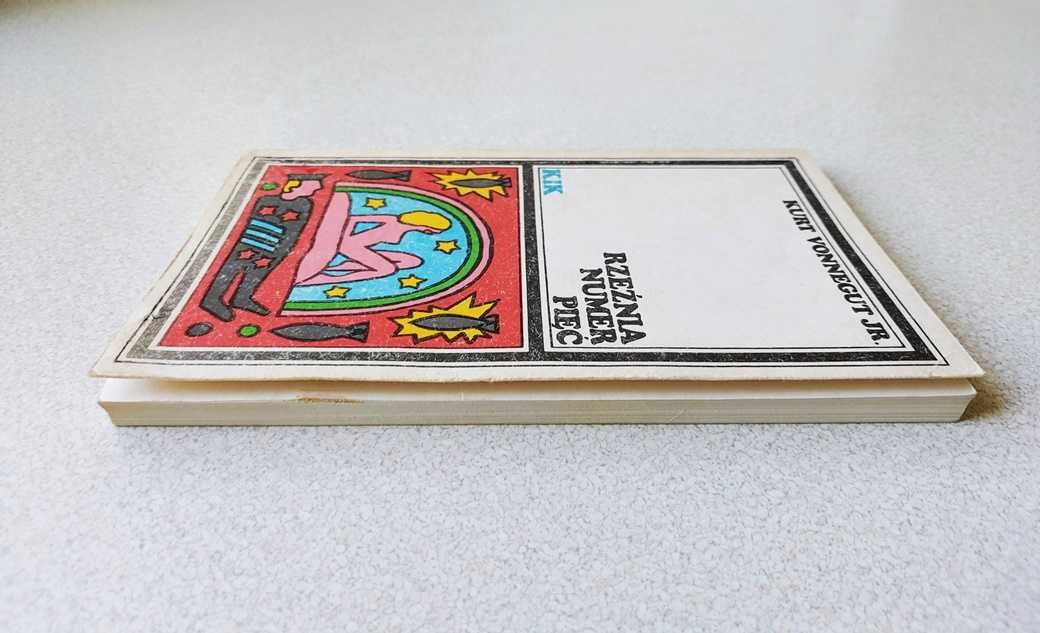 KURT VONNEGUT JR.
RZEŹNIA
NUMER
PIĘĆ
KIK